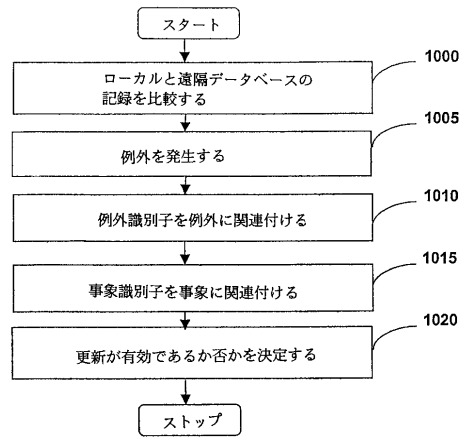 スタート
1000
ローカルと遠隔データベースの
記録を比較する
1005
例外を発生する
1010
例外識別子を例外に関連付ける
1015
事象識別子を事象に関連付ける
1020
更新が有効であるか否かを決定する
ストップ